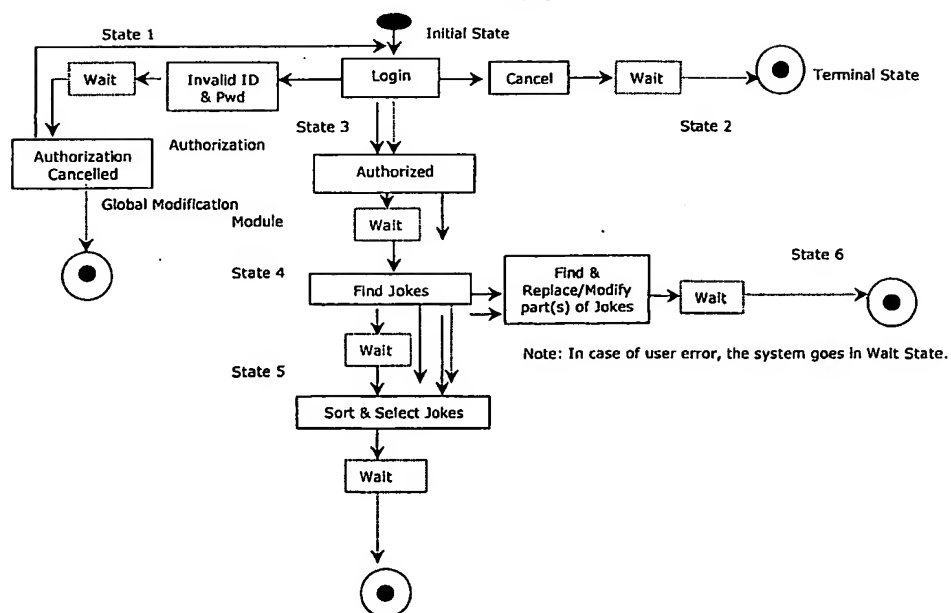 State 1
Initial State
Wait
Invalid ID
& Pwd
Login
Cancel
Wait
Terminal State
State 3
State 2
Authorization
Authorization
Cancelled
Authorized
Global Modification
Module
Wait
State 4
Find Jokes
Find &
Replace/Modify
part(s) of Jokes
Wait
State 6
Wait
Note: In case of user error, the system goes in Wait State.
State 5
Sort & Select Jokes
Wait